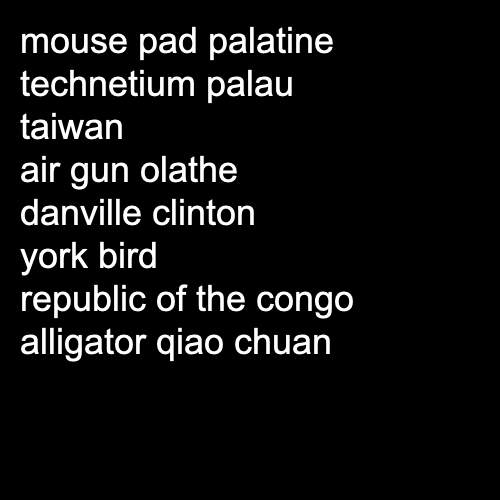 mouse pad palatine
technetium palau
taiwan
air gun olathe
danville clinton
york bird
republic of the congo
alligator qiao chuan